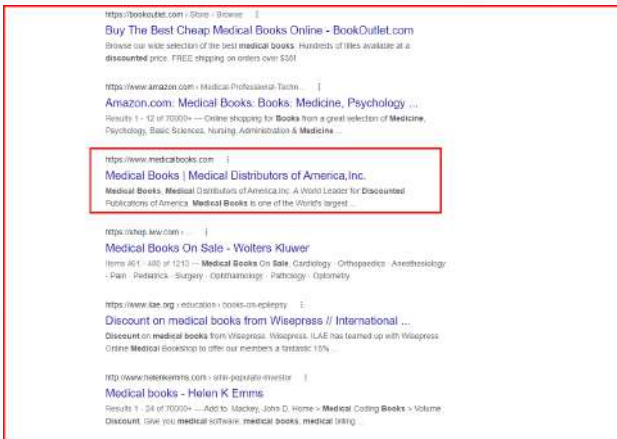 https://bookoutlet.com › Store › Browse
Buy The Best Cheap Medical Books Online - BookOutlet.com
Browse our wide selection of the best medical books. Hundreds of titles available at a
discounted price. FREE shipping on orders over $35!
https://www.amazon.com › Medical-Professional-Techn...
Amazon.com: Medical Books: Books: Medicine, Psychology ...
Results 1 - 12 of 70000+ — Online shopping for Books from a great selection of Medicine,
Psychology, Basic Sciences, Nursing, Administration & Medicine ...
https://www.medicalbooks.com
Medical Books | Medical Distributors of America,Inc.
Medical Books, Medical Distributors of America,Inc. A World Leader for Discounted
Publications of America. Medical Books is one of the World's largest ...
https://shop.lww.com › ...
Medical Books On Sale - Wolters Kluwer
Items 461 - 480 of 1213 — Medical Books On Sale. Cardiology · Orthopaedics · Anesthesiology
· Pain · Pediatrics · Surgery · Ophthalmology · Pathology · Optometry.
https://www.ilae.org › education › books-on-epilepsy
Discount on medical books from Wisepress // International ...
Discount on medical books from Wisepress. Wisepress. ILAE has teamed up with Wisepress
Online Medical Bookshop to offer our members a fantastic 15% ...
http://www.helenkemms.com › smn-populate-investor
Medical books - Helen K Emms
Results 1 - 24 of 70000+ — Add to. Mackey, John D. Home > Medical Coding Books > Volume
Discount. Give you medical software, medical books, medical billing ...